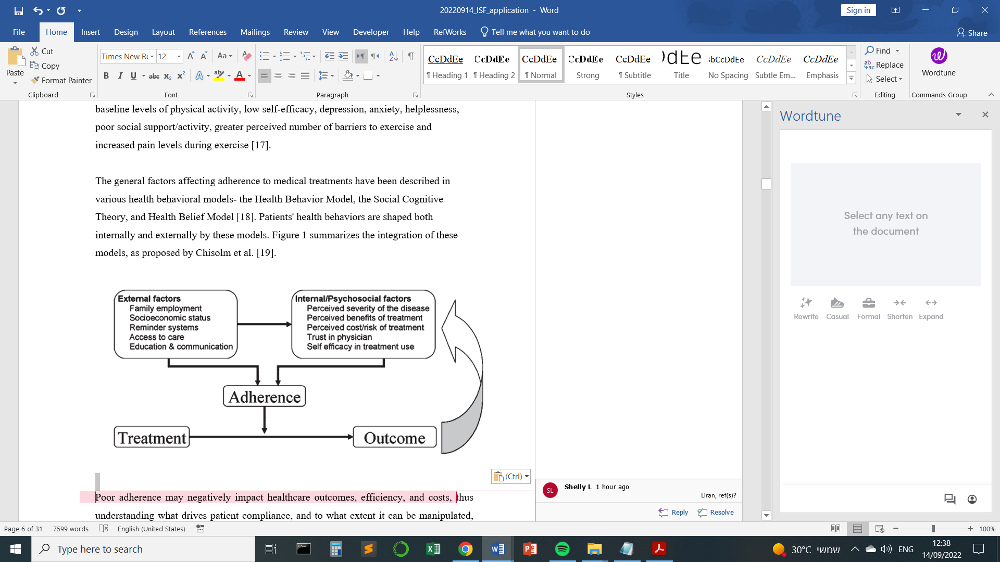 20220914_ISF_application - Word
Sign in
File
Home
Insert
Design
Layout
References
Mailings
Review
View
Developer
Help
RefWorks
Tell me what you want to do
Share
Paste
Cut
Copy
Format Painter
Clipboard
Times New Rc
12
Font
Paragraph
CcDdEe
¶ Heading 1
CcDdEe
¶ Heading 2
CcDdEe
¶ Normal
CcDdEe
Strong
CcDdEe
¶ Subtitle
Title
bCcDdEe
No Spacing
CcDdEe
Subtle Em...
CcDdEe
Emphasis
Styles
Find
Replace
Select
Editing
Wordtune
Commands Group
baseline levels of physical activity, low self-efficacy, depression, anxiety, helplessness,
poor social support/activity, greater perceived number of barriers to exercise and
increased pain levels during exercise [17].
The general factors affecting adherence to medical treatments have been described in
various health behavioral models- the Health Behavior Model, the Social Cognitive
Theory, and Health Belief Model [18]. Patients' health behaviors are shaped both
internally and externally by these models. Figure 1 summarizes the integration of these
models, as proposed by Chisolm et al. [19].
External factors
Family employment
Socioeconomic status
Reminder systems
Access to care
Education & communication
Internal/Psychosocial factors
Perceived severity of the disease
Perceived benefits of treatment
Perceived cost/risk of treatment
Trust in physician
Self efficacy in treatment use
Adherence
Treatment
Outcome
(Ctrl)
Poor adherence may negatively impact healthcare outcomes, efficiency, and costs, thus
understanding what drives patient compliance, and to what extent it can be manipulated,
SL
Shelly L 1 hour ago
Liran, ref(s)?
Reply
Resolve
Wordtune
Select any text on
the document
Rewrite
Casual
Formal
Shorten
Expand
Page 6 of 31
7599 words
English (United States)
100%
Type here to search
30°C שמשי
ENG
12:38
14/09/2022